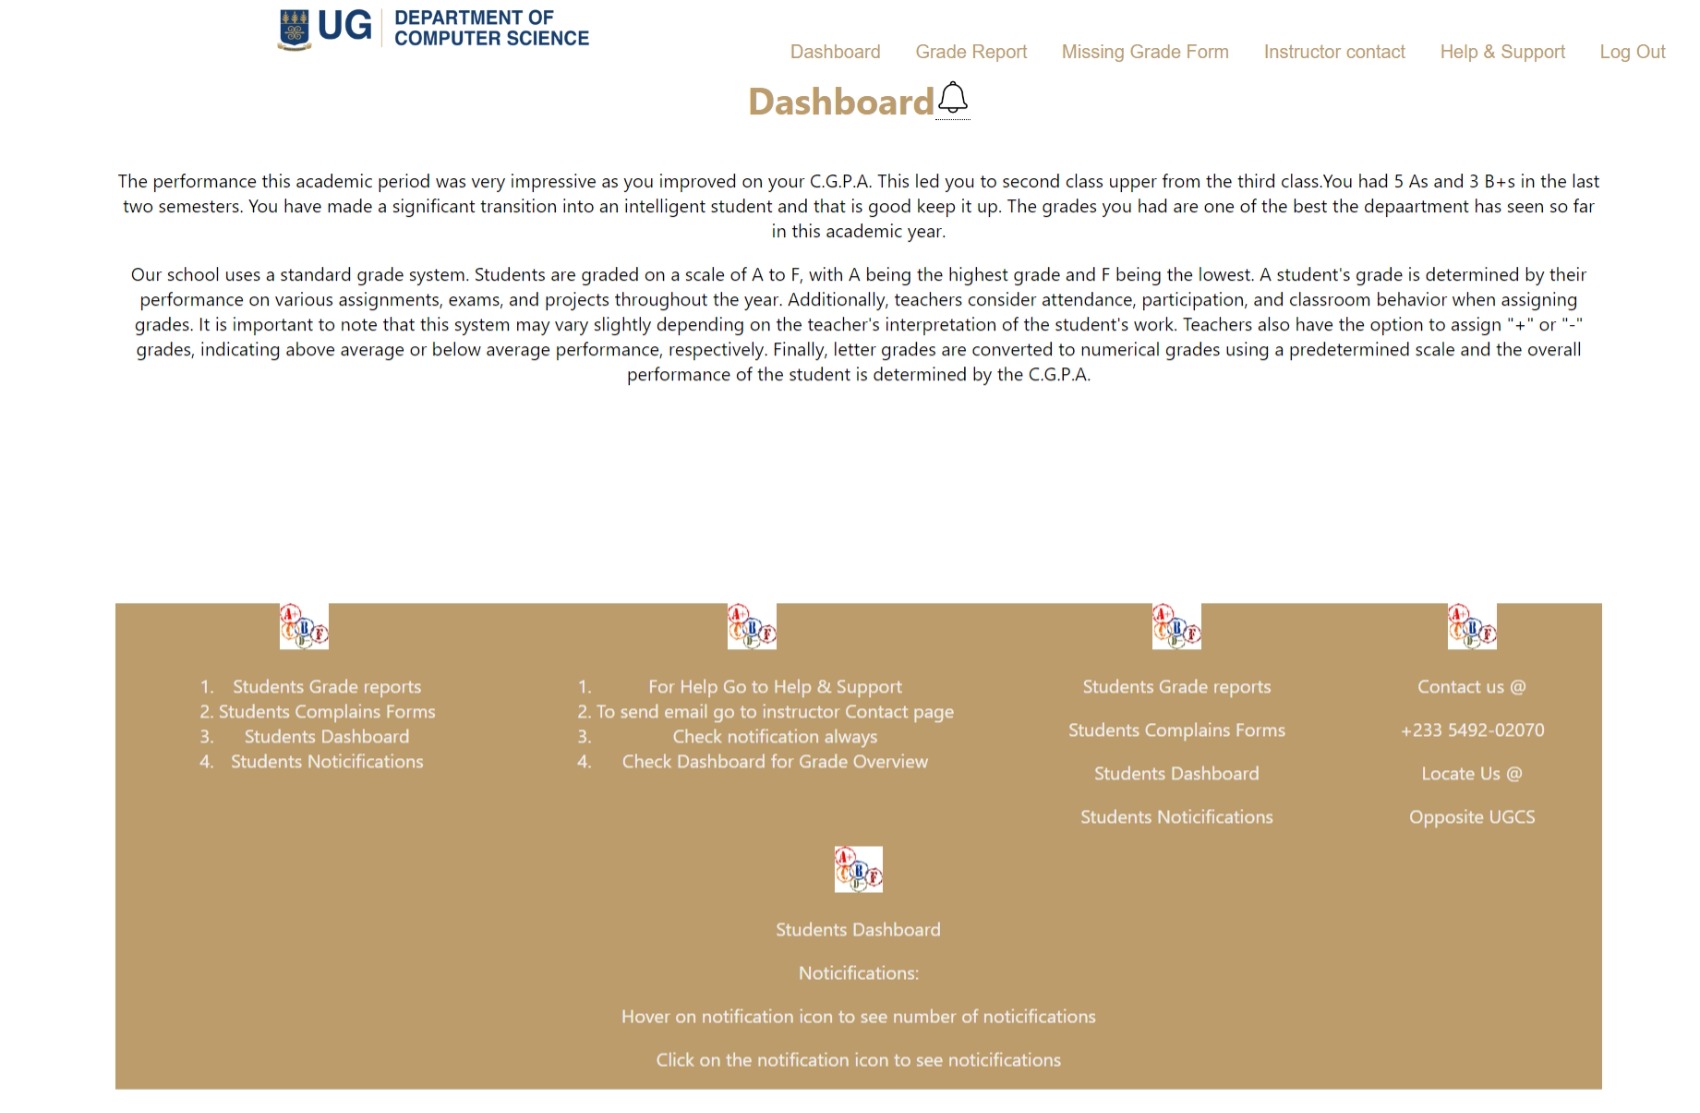 UG DEPARTMENT OF
COMPUTER SCIENCE
Dashboard Grade Report Missing Grade Form Instructor contact Help & Support Log Out
Dashboard
The performance this academic period was very impressive as you improved on your C.G.P.A. This led you to second class upper from the third class.You had 5 As and 3 B+s in the last
two semesters. You have made a significant transition into an intelligent student and that is good keep it up. The grades you had are one of the best the depaartment has seen so far
in this academic year.
Our school uses a standard grade system. Students are graded on a scale of A to F, with A being the highest grade and F being the lowest. A student's grade is determined by their
performance on various assignments, exams, and projects throughout the year. Additionally, teachers consider attendance, participation, and classroom behavior when assigning
grades. It is important to note that this system may vary slightly depending on the teacher's interpretation of the student's work. Teachers also have the option to assign "+" or "-"
grades, indicating above average or below average performance, respectively. Finally, letter grades are converted to numerical grades using a predetermined scale and the overall
performance of the student is determined by the C.G.P.A.
A+
C B F
D-
1. Students Grade reports
2. Students Complains Forms
3. Students Dashboard
4. Students Noticifications
A+
C B F
D-
1. For Help Go to Help & Support
2. To send email go to instructor Contact page
3. Check notification always
4. Check Dashboard for Grade Overview
A+
C B F
D-
Students Grade reports
Students Complains Forms
Students Dashboard
Students Noticifications
A+
C B F
D-
Contact us @
+233 5492-02070
Locate Us @
Opposite UGCS
A+
C B F
D-
Students Dashboard
Noticifications:
Hover on notification icon to see number of noticifications
Click on the notification icon to see noticifications